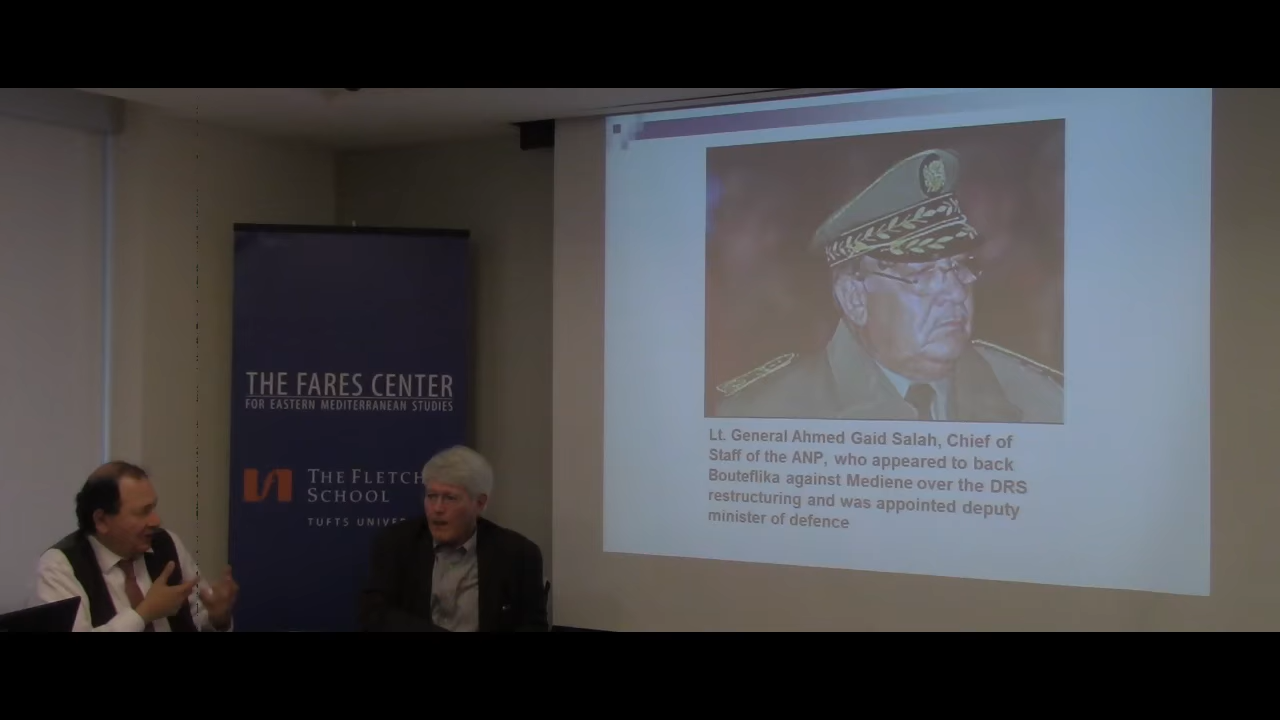 THE FARES CENTER
FOR EASTERN MEDITERRANEAN STUDIES
THE FLETCH
SCHOOL
TUFTS UNIVER
Lt. General Ahmed Gaid Salah, Chief of
Staff of the ANP, who appeared to back
Bouteflika against Mediene over the DRS
restructuring and was appointed deputy
minister of defence